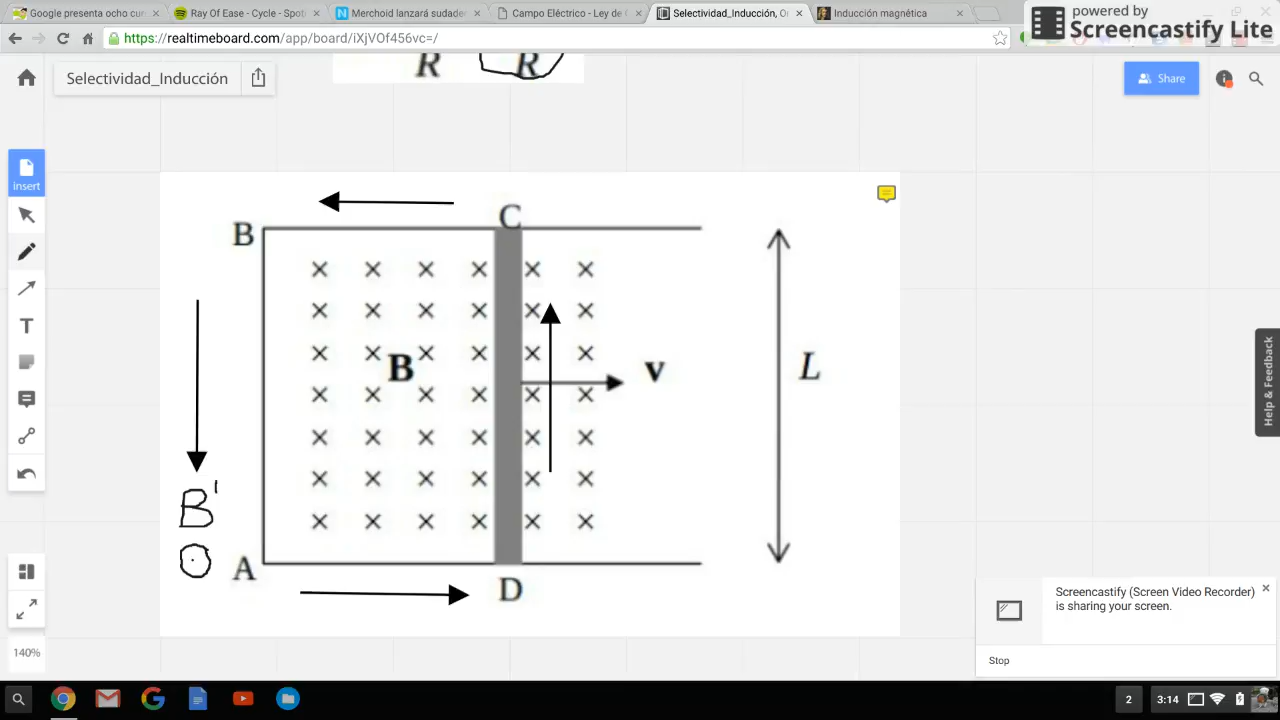 Google presenta ocho cur
Ray Of Ease - Cycle - Spoti
Merchoid lanzará sudade
Campo Eléctrico - Ley de
Selectividad_Inducción, O
Inducción magnética
powered by
Screencastify Lite
https://realtimeboard.com/app/board/
R R
Selectividad_Inducción
Share
insert
C
B
B
v
L
T
B'
A
D
Help & Feedback
Screencastify (Screen Video Recorder)
is sharing your screen.
Stop
140%
2
3:14